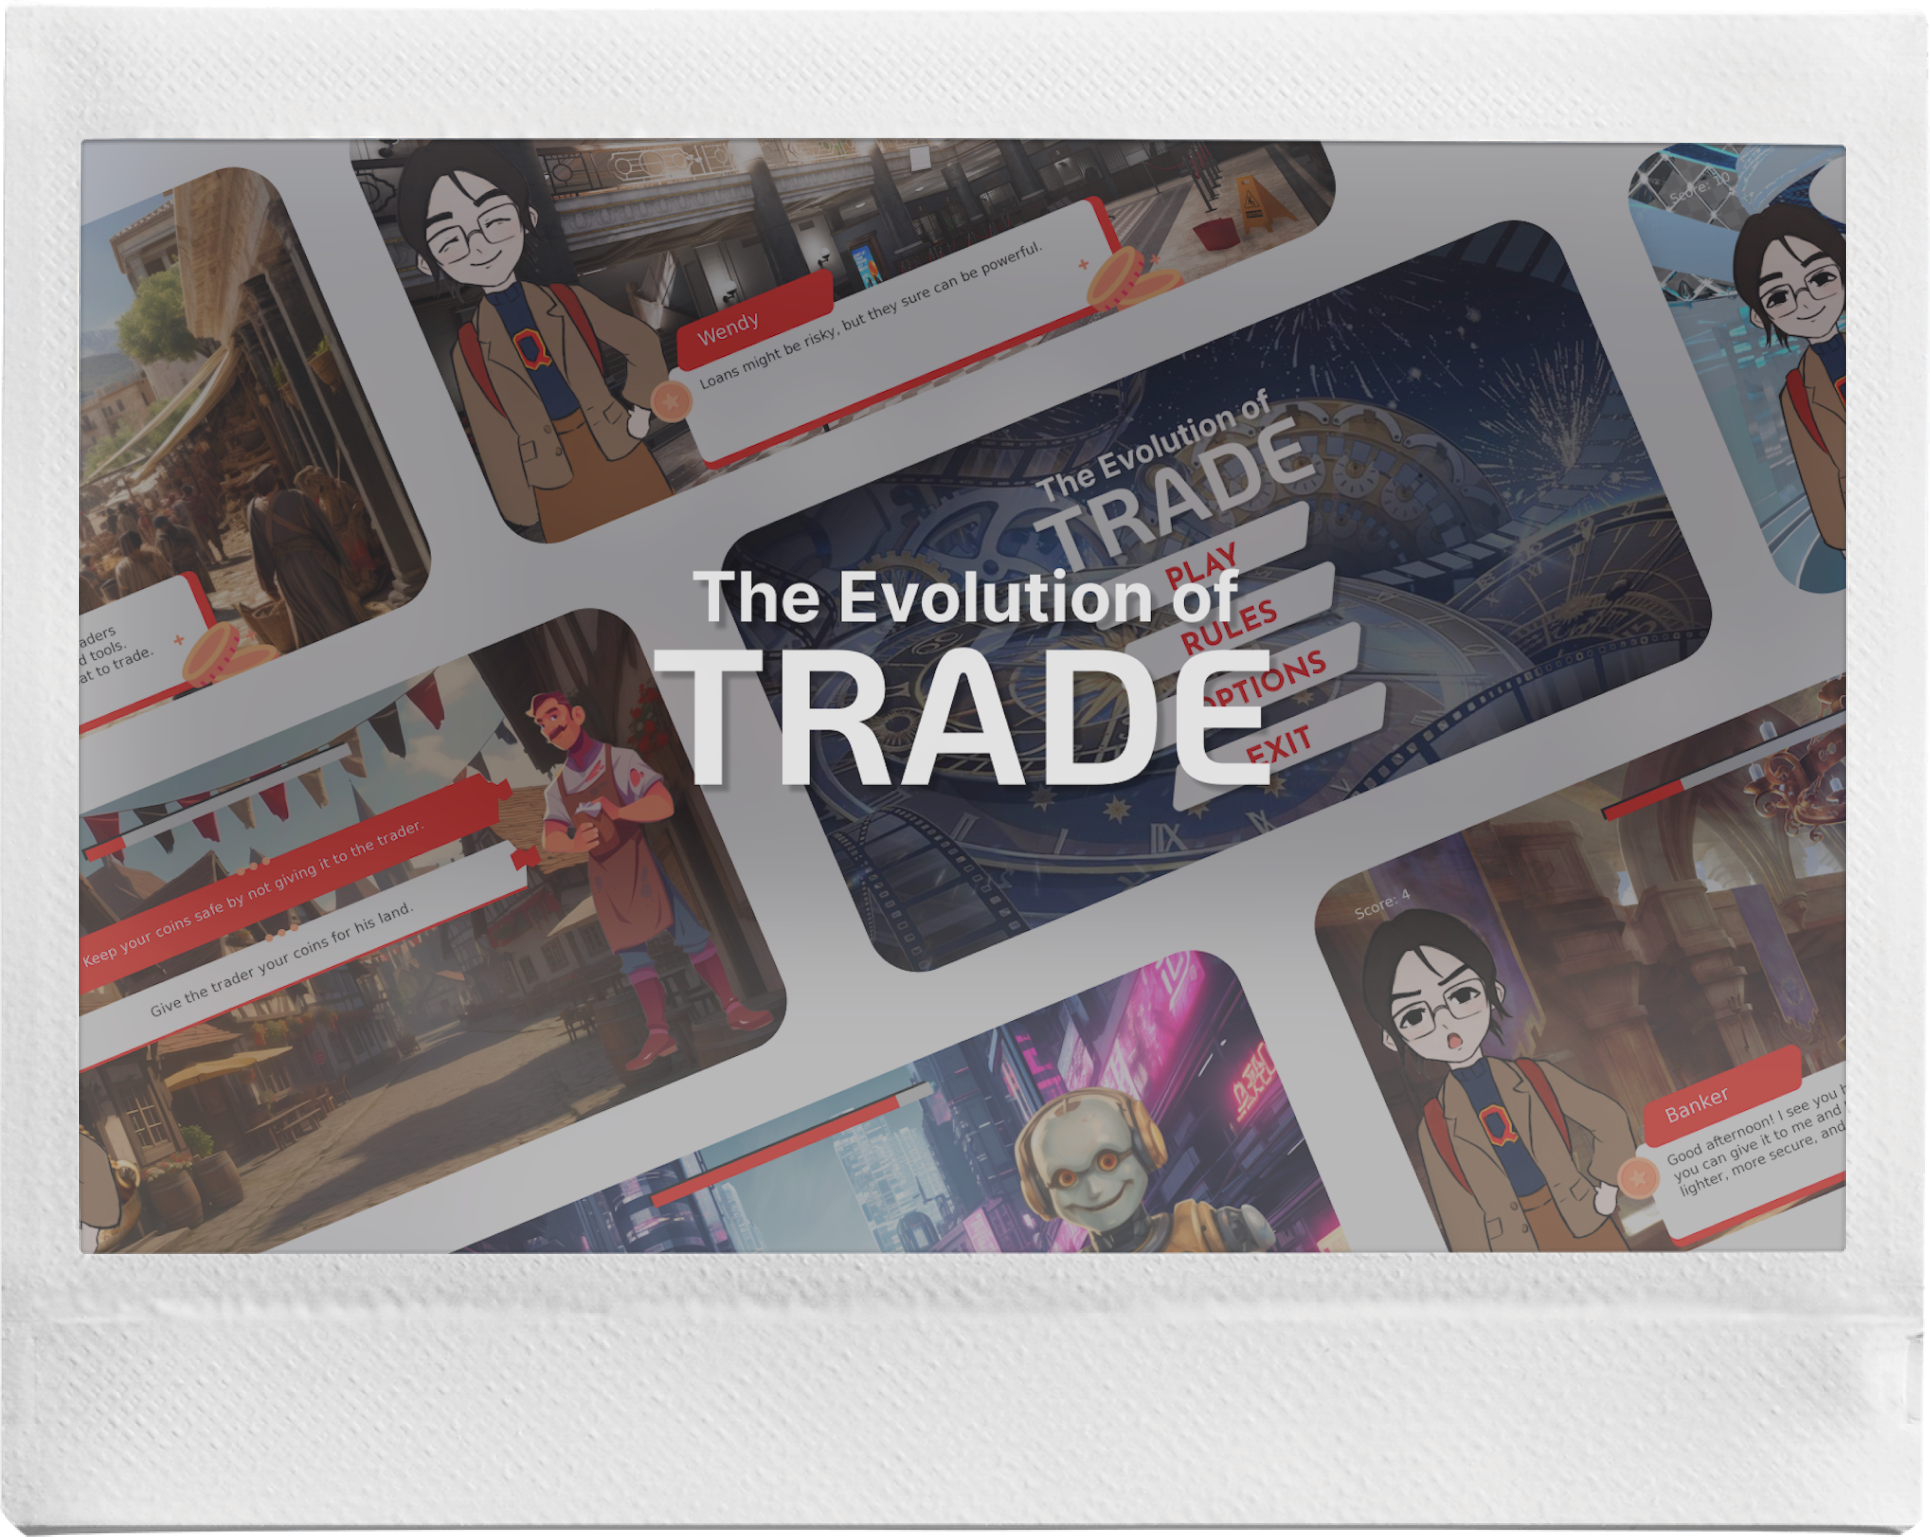 Score: 10
Wendy
Loans might be risky, but they sure can be powerful.
The Evolution of
TRADE
PLAY
RULES
OPTIONS
EXIT
The Evolution of
TRADE
aders
d tools.
at to trade.
Keep your coins safe by not giving it to the trader.
Give the trader your coins for his land.
Score: 4
Banker
Good afternoon! I see you h
you can give it to me and
lighter, more secure, and